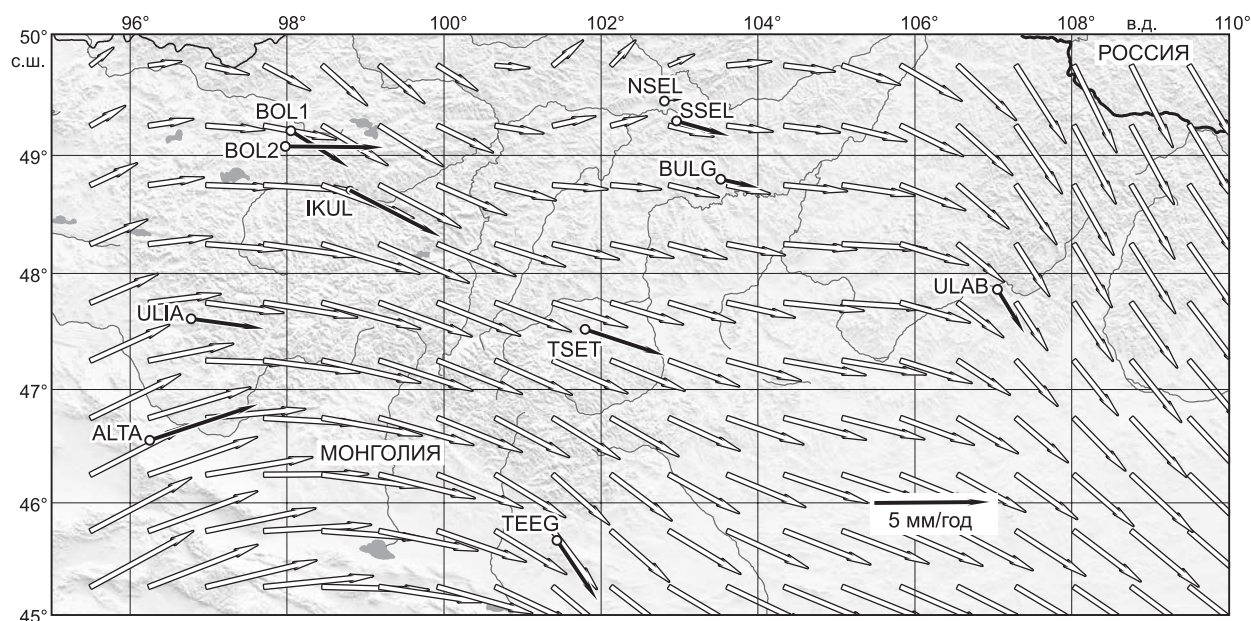 96° 98° 100° 102° 104° 106° 108° в.д. 110°
50°
с.ш.
РОССИЯ
NSEL
BOL1
SSEL
BOL2
49°
BULG
IKUL
48°
ULAB
ULIA
TSET
47°
ALTA
МОНГОЛИЯ
46°
5 мм/год
TEEG
45°